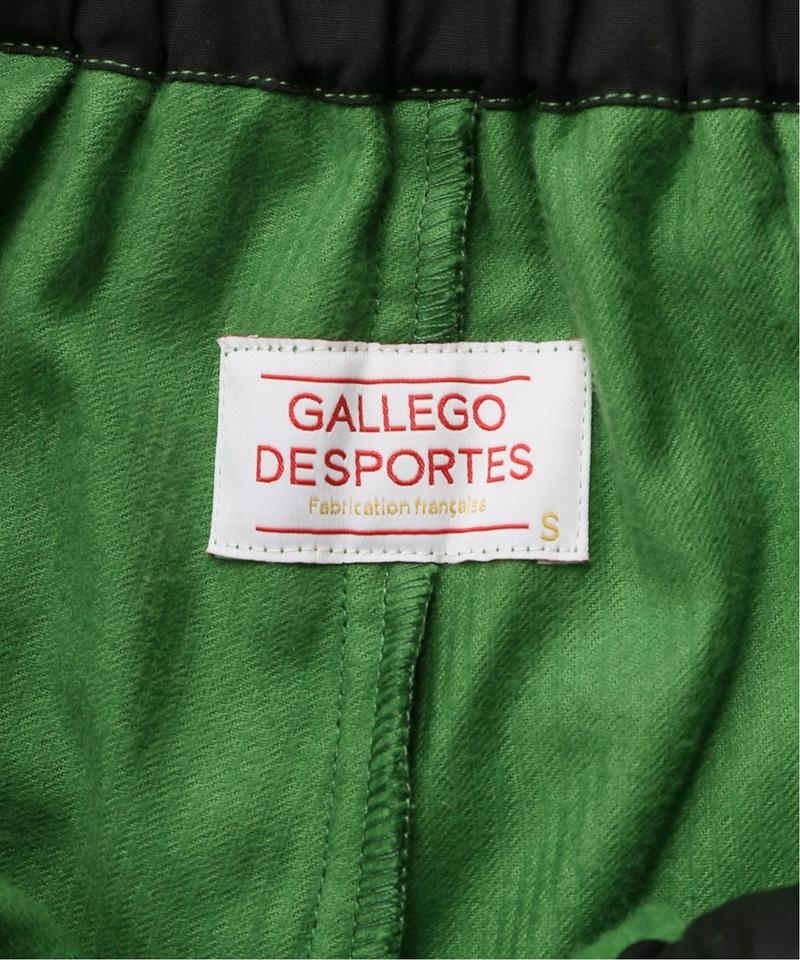 GALLEGO
DESPORTES
Fabrication française
S